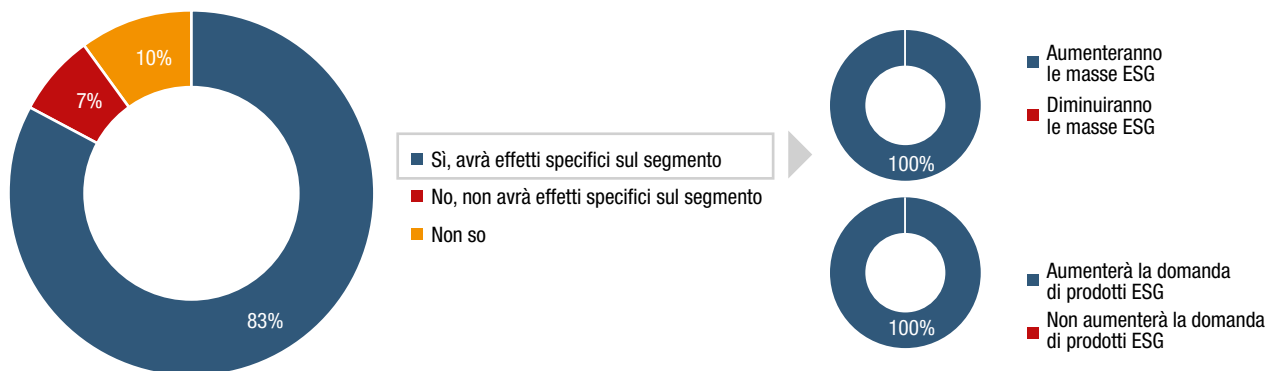 10%
7%
83%
Sì, avrà effetti specifici sul segmento
No, non avrà effetti specifici sul segmento
Non so
100%
Aumenteranno
le masse ESG
Diminuiranno
le masse ESG
100%
Aumenterà la domanda
di prodotti ESG
Non aumenterà la domanda
di prodotti ESG